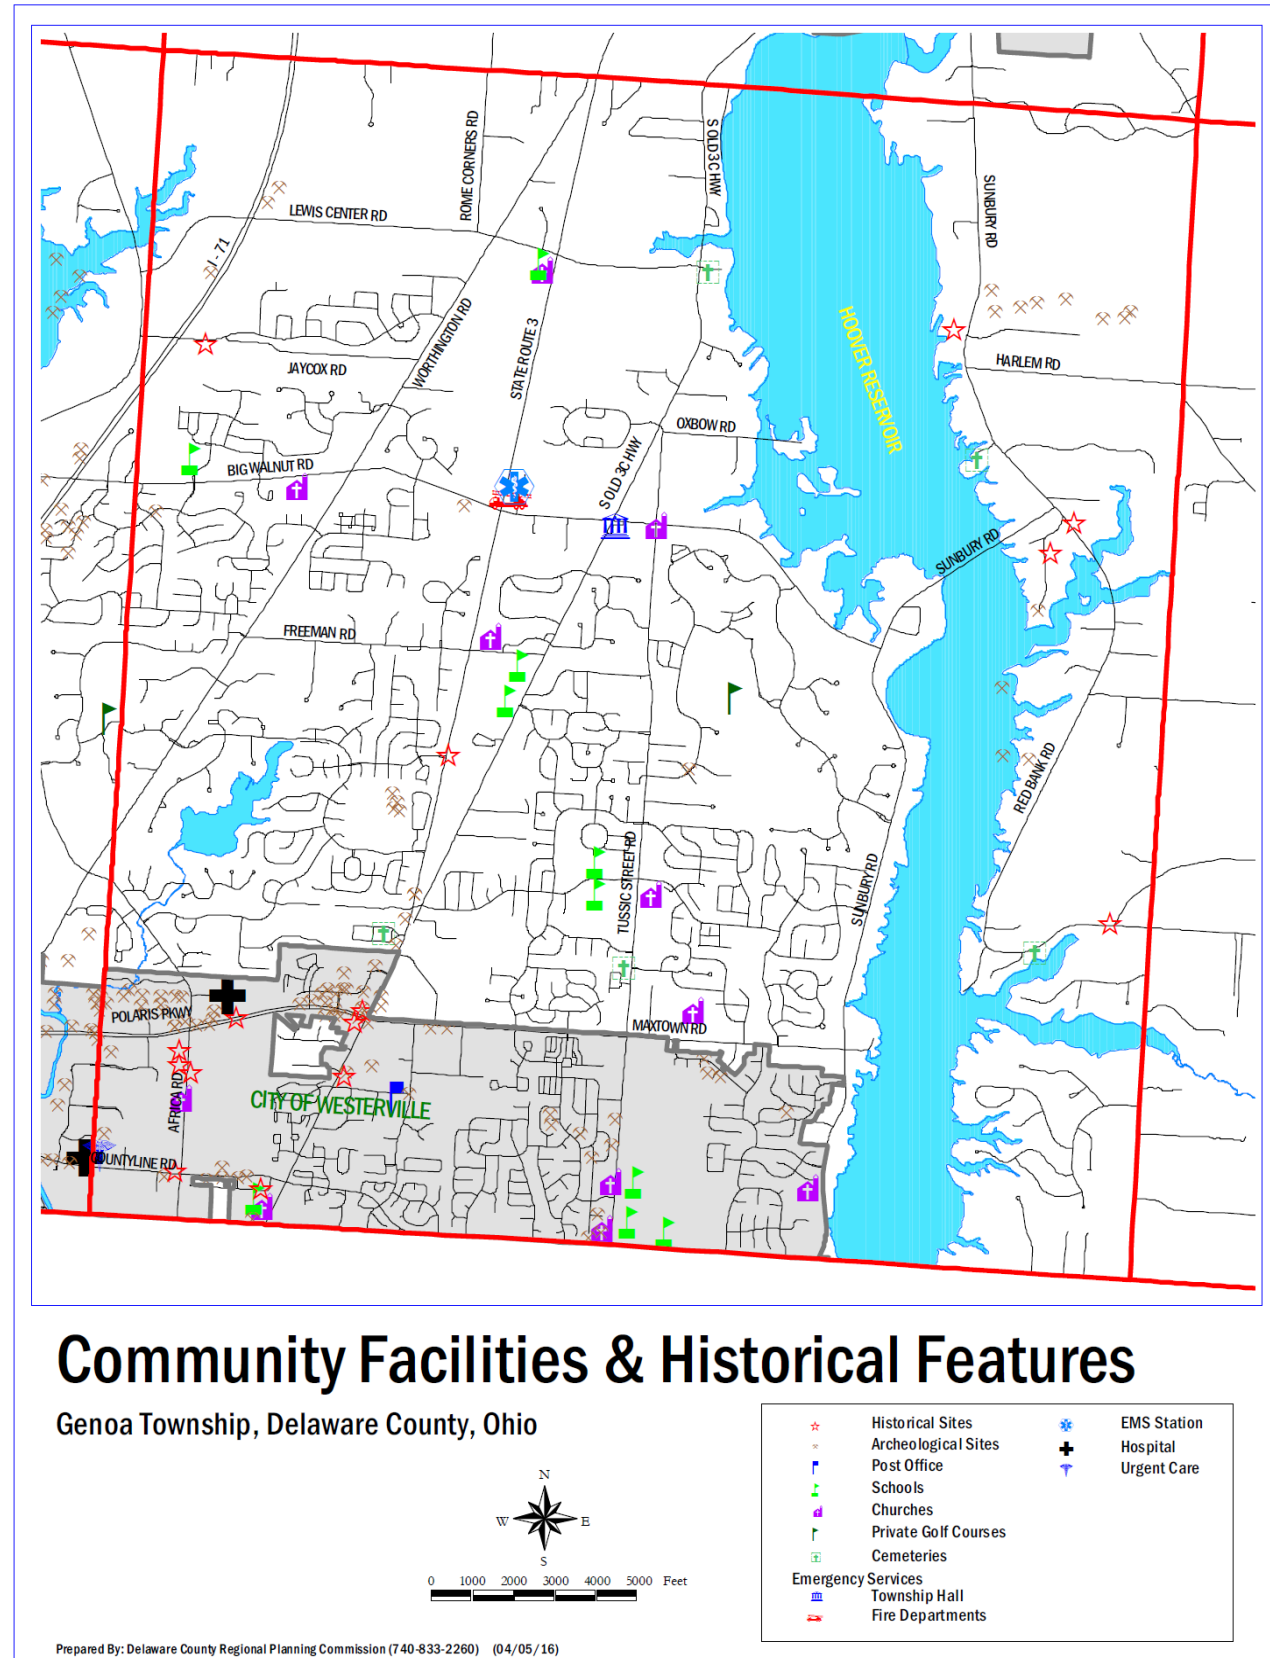 ROME CORNERS RD
S OLD 3C HWY
SUNBURY RD
LEWIS CENTER RD
I - 71
WORTHINGTON RD
STATE ROUTE 3
HOOVER RESERVOIR
JAYCOX RD
HARLEM RD
OXBOW RD
S OLD 3C HWY
BIG WALNUT RD
SUNBURY RD
FREEMAN RD
RED BANK RD
TUSSIC STREET RD
SUNBURY RD
POLARIS PKWY
MAXTOWN RD
AFRICA RD
CITY OF WESTERVILLE
COUNTYLINE RD
Community Facilities & Historical Features
Genoa Township, Delaware County, Ohio
N
W E
S
0 1000 2000 3000 4000 5000 Feet
Historical Sites
Archeological Sites
Post Office
Schools
Churches
Private Golf Courses
Cemeteries
Emergency Services
Township Hall
Fire Departments
EMS Station
Hospital
Urgent Care
Prepared By: Delaware County Regional Planning Commission (740-833-2260) (04/05/16)